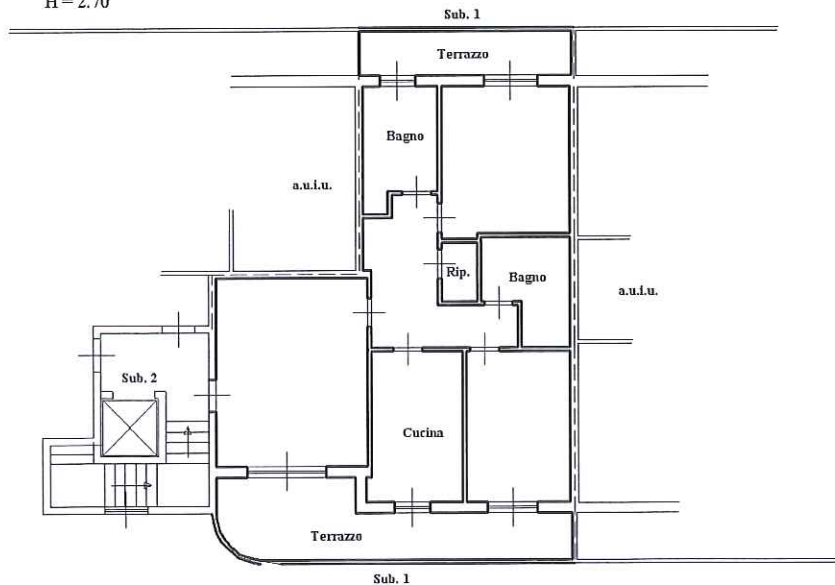 H = 2.70
Sub. 1
Terrazzo
Bagno
a.u.i.u.
Rip.
Bagno
a.u.i.u.
Sub. 2
Cucina
Terrazzo
Sub. 1